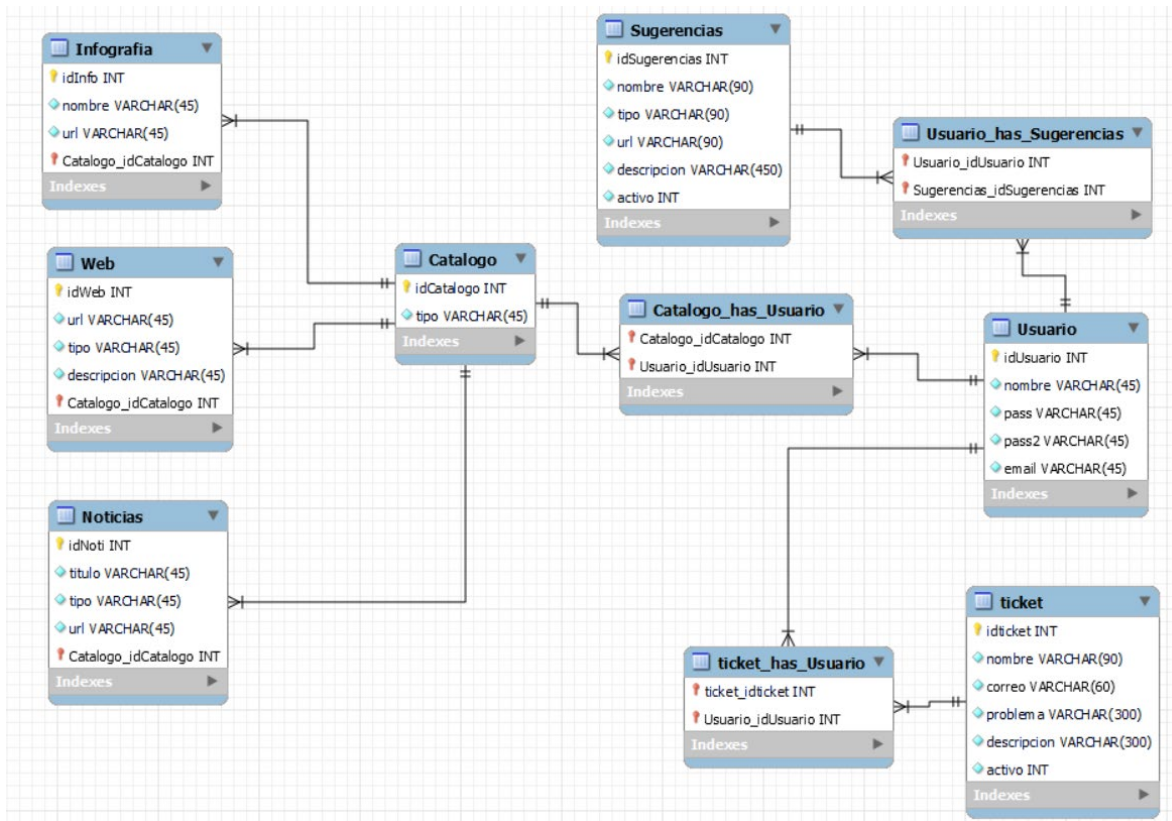 Infografia
idInfo INT
nombre VARCHAR(45)
url VARCHAR(45)
Catalogo_idCatalogo INT
Indexes
Web
idWeb INT
url VARCHAR(45)
tipo VARCHAR(45)
descripcion VARCHAR(45)
Catalogo_idCatalogo INT
Indexes
Noticias
idNoti INT
titulo VARCHAR(45)
tipo VARCHAR(45)
url VARCHAR(45)
Catalogo_idCatalogo INT
Indexes
Catalogo
idCatalogo INT
tipo VARCHAR(45)
Indexes
Sugerencias
idSugerencias INT
nombre VARCHAR(90)
tipo VARCHAR(90)
url VARCHAR(90)
descripcion VARCHAR(450)
activo INT
Indexes
Usuario_has_Sugerencias
Usuario_idUsuario INT
Sugerencias_idSugerencias INT
Indexes
Catalogo_has_Usuario
Catalogo_idCatalogo INT
Usuario_idUsuario INT
Indexes
Usuario
idUsuario INT
nombre VARCHAR(45)
pass VARCHAR(45)
pass2 VARCHAR(45)
email VARCHAR(45)
Indexes
ticket_has_Usuario
ticket_idticket INT
Usuario_idUsuario INT
Indexes
ticket
idticket INT
nombre VARCHAR(90)
correo VARCHAR(60)
problema VARCHAR(300)
descripcion VARCHAR(300)
activo INT
Indexes